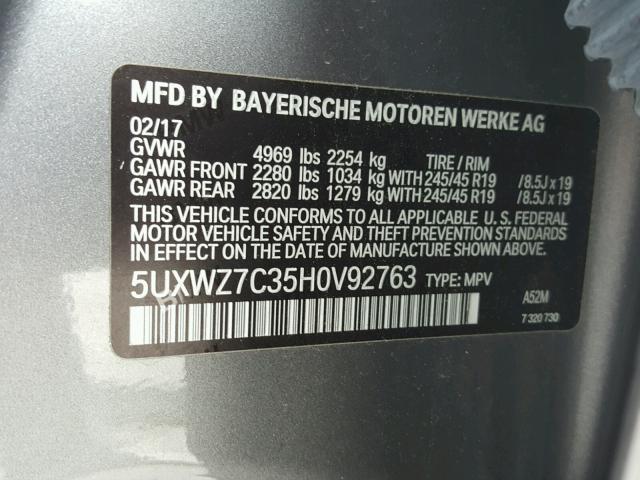 MFD BY BAYERISCHE MOTOREN WERKE AG
02/17
GVWR 4969 lbs 2254 kg TIRE / RIM
GAWR FRONT 2280 lbs 1034 kg WITH 245/45 R19 /8.5J x 19
GAWR REAR 2820 lbs 1279 kg WITH 245/45 R19 /8.5J x 19
THIS VEHICLE CONFORMS TO ALL APPLICABLE U. S. FEDERAL
MOTOR VEHICLE SAFETY AND THEFT PREVENTION STANDARDS
IN EFFECT ON THE DATE OF MANUFACTURE SHOWN ABOVE.
5UXWZ7C35H0V92763 TYPE: MPV
A52M
7 320 730